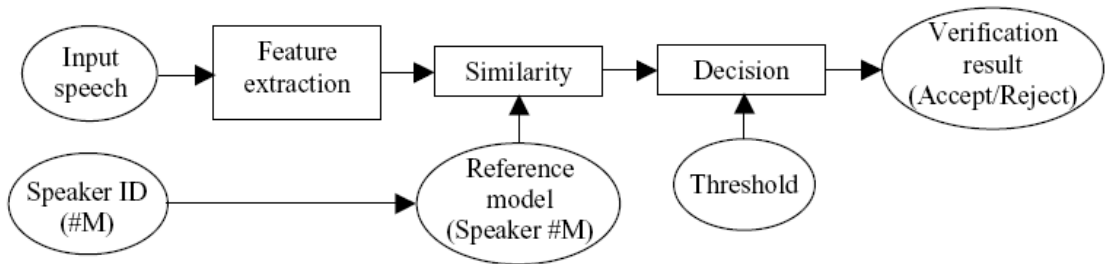 Input
speech
Feature
extraction
Similarity
Decision
Verification
result
(Accept/Reject)
Speaker ID
(#M)
Reference
model
(Speaker #M)
Threshold